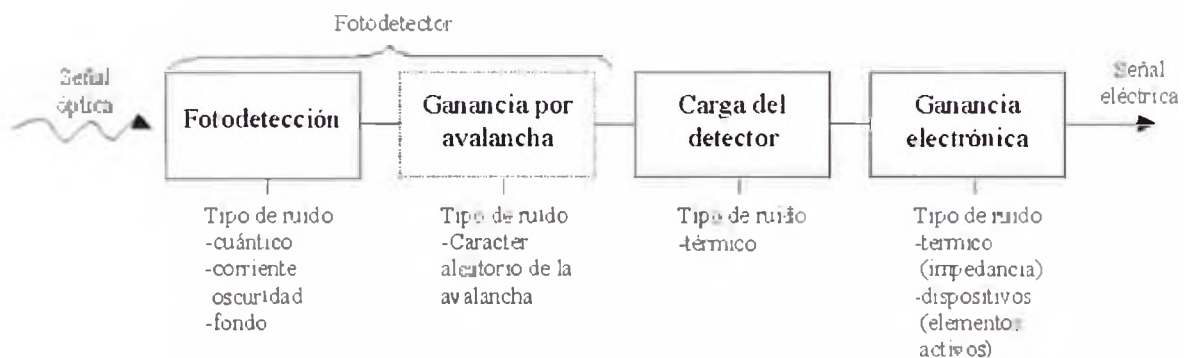 Fotodetector
Señal
óptica
Fotodetección
Ganancia por
avalancha
Carga del
detector
Ganancia
electrónica
Señal
eléctrica
Tipo de ruido
-cuántico
-corriente
oscuridad
-fondo
Tipo de ruido
-Caracter
aleatorio de la
avalancha
Tipo de ruido
-térmico
Tipo de ruido
-termico
(impedancia)
-dispositivos
(elementos
activos)